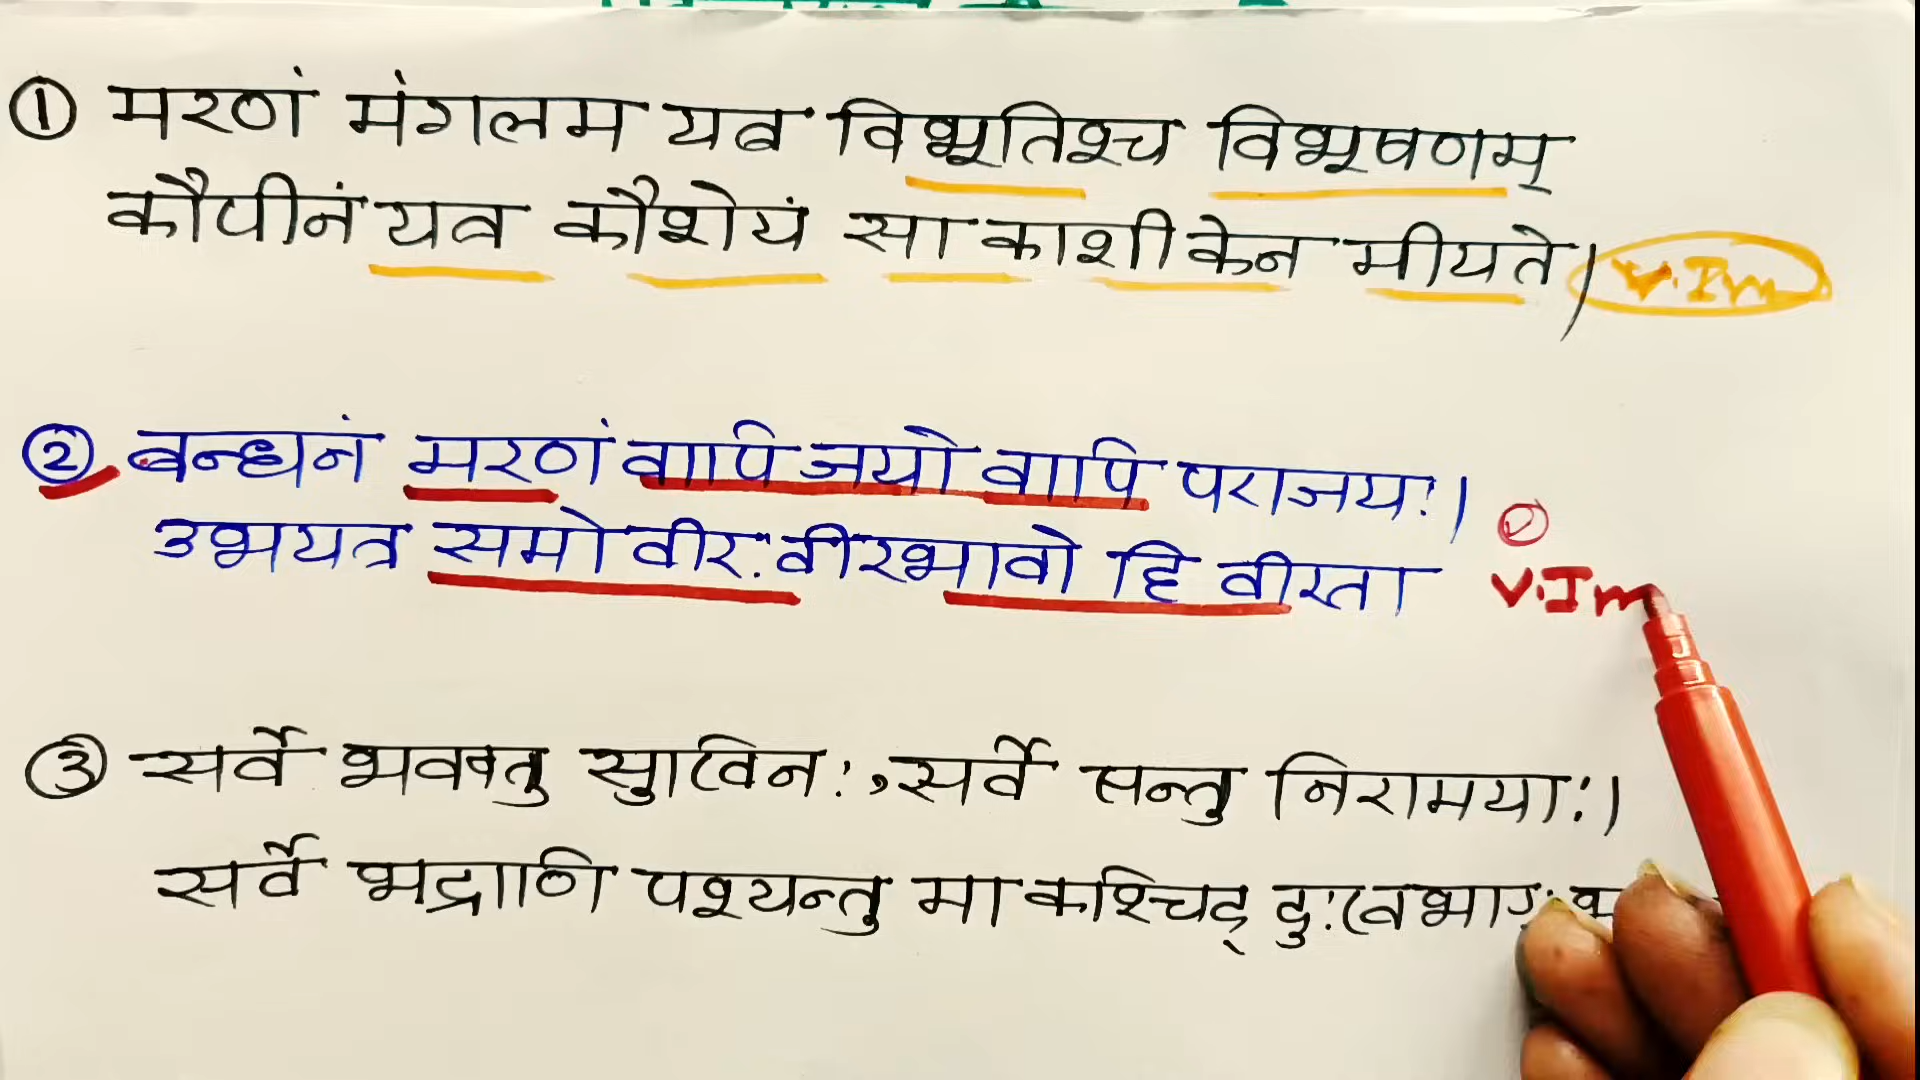 ① मरणं मंगलम यत्र विभूतिश्च विभूषणम्
कौपीनं यत्र कौशेयं सा काशी केन मीयते।
V.Im
② बन्धनं मरणं वापि जयो वापि पराजयः।
उभयत्र समो वीरः वीरभावो हि वीरता
V.Im
③ सर्वे भवन्तु सुखिनः, सर्वे सन्तु निरामयाः।
सर्वे भद्राणि पश्यन्तु मा कश्चिद् दुःखभाग्